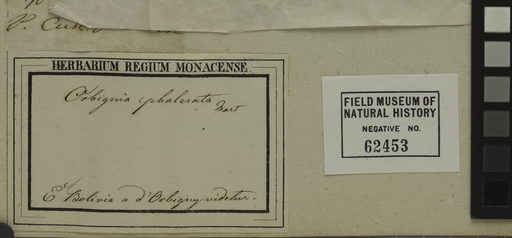 HERBARIUM REGIUM MONACENSE.
Orbignia phalerata
Mart
E Bolivia a d'Orbigny videtur.
FIELD MUSEUM OF
NATURAL HISTORY
NEGATIVE NO.
62453